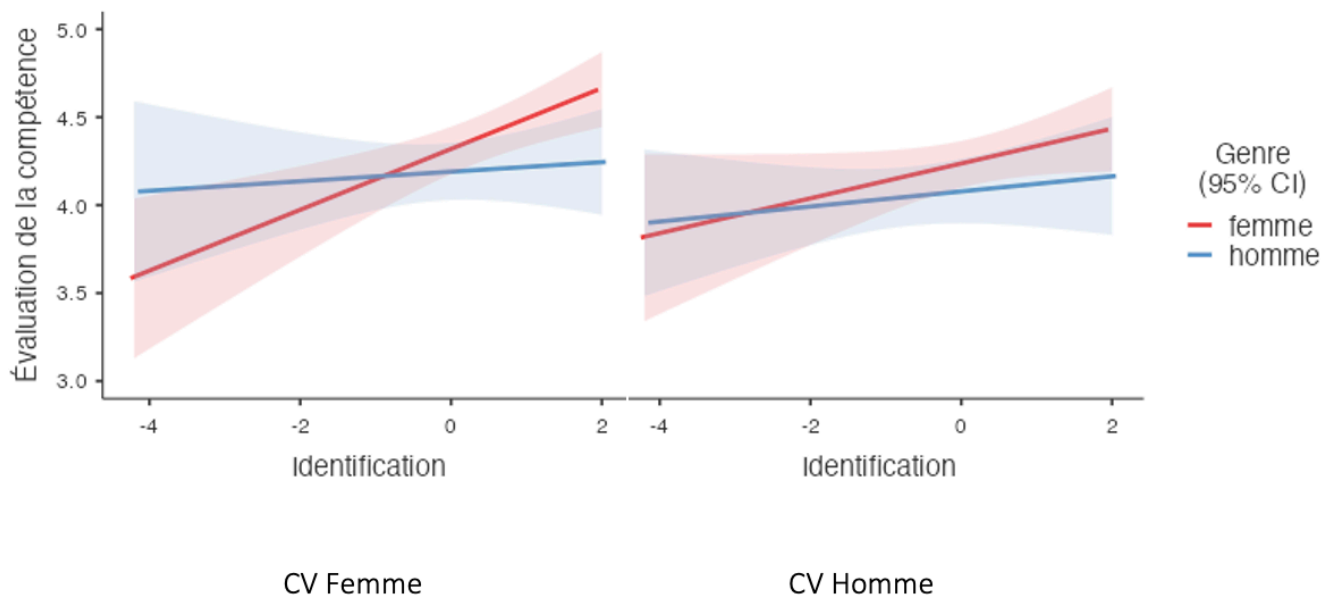 Évaluation de la compétence
5.0
4.5
4.0
3.5
3.0
-4 -2 0 2
Identification
-4 -2 0 2
Identification
Genre
(95% CI)
femme
homme
CV Femme
CV Homme